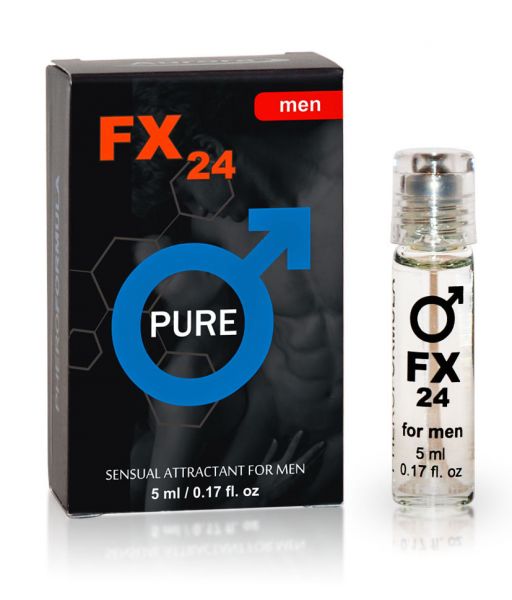 men
FX
24
PURE
SENSUAL ATTRACTANT FOR MEN
5 ml / 0.17 fl. oz
PHEROFORMULA
FX
24
for men
5 ml
0.17 fl. oz